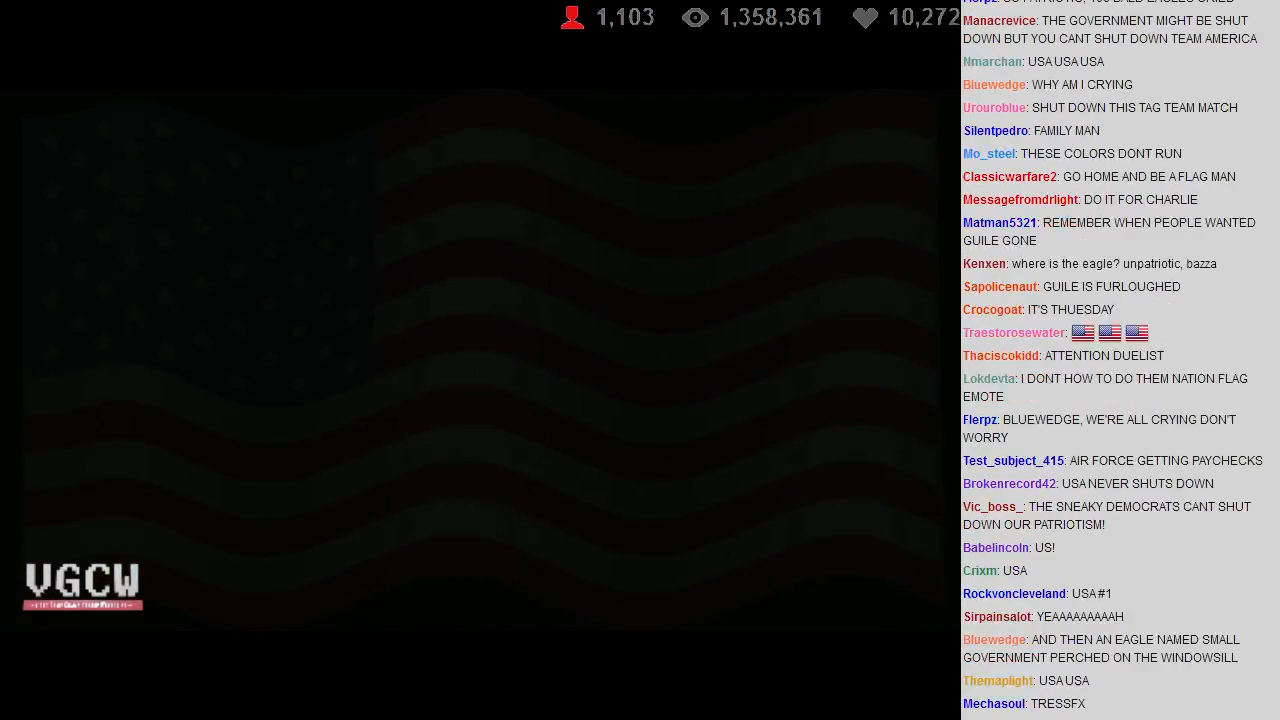 1,103 1,358,361 10,272
Manacrevice: THE GOVERNMENT MIGHT BE SHUT
DOWN BUT YOU CANT SHUT DOWN TEAM AMERICA
Nmarchan: USA USA USA
Bluewedge: WHY AM I CRYING
Urouroblue: SHUT DOWN THIS TAG TEAM MATCH
Silentpedro: FAMILY MAN
Mo_steel: THESE COLORS DONT RUN
Classicwarfare2: GO HOME AND BE A FLAG MAN
Messagefromdrlight: DO IT FOR CHARLIE
Matman5321: REMEMBER WHEN PEOPLE WANTED
GUILE GONE
Kenxen: where is the eagle? unpatriotic, bazza
Sapolicenaut: GUILE IS FURLOUGHED
Crocogoat: IT'S THUESDAY
Traestorosewater:
Thaciscokidd: ATTENTION DUELIST
Lokdevta: I DONT HOW TO DO THEM NATION FLAG
EMOTE
Flerpz: BLUEWEDGE, WE'RE ALL CRYING DON'T
WORRY
Test_subject_415: AIR FORCE GETTING PAYCHECKS
Brokenrecord42: USA NEVER SHUTS DOWN
Vic_boss_: THE SNEAKY DEMOCRATS CANT SHUT
DOWN OUR PATRIOTISM!
Babelincoln: US!
Crixm: USA
Rockvoncleveland: USA #1
Sirpainsalot: YEAAAAAAAAH
Bluewedge: AND THEN AN EAGLE NAMED SMALL
GOVERNMENT PERCHED ON THE WINDOWSILL
Themaplight: USA USA
Mechasoul: TRESSFX
VGCW